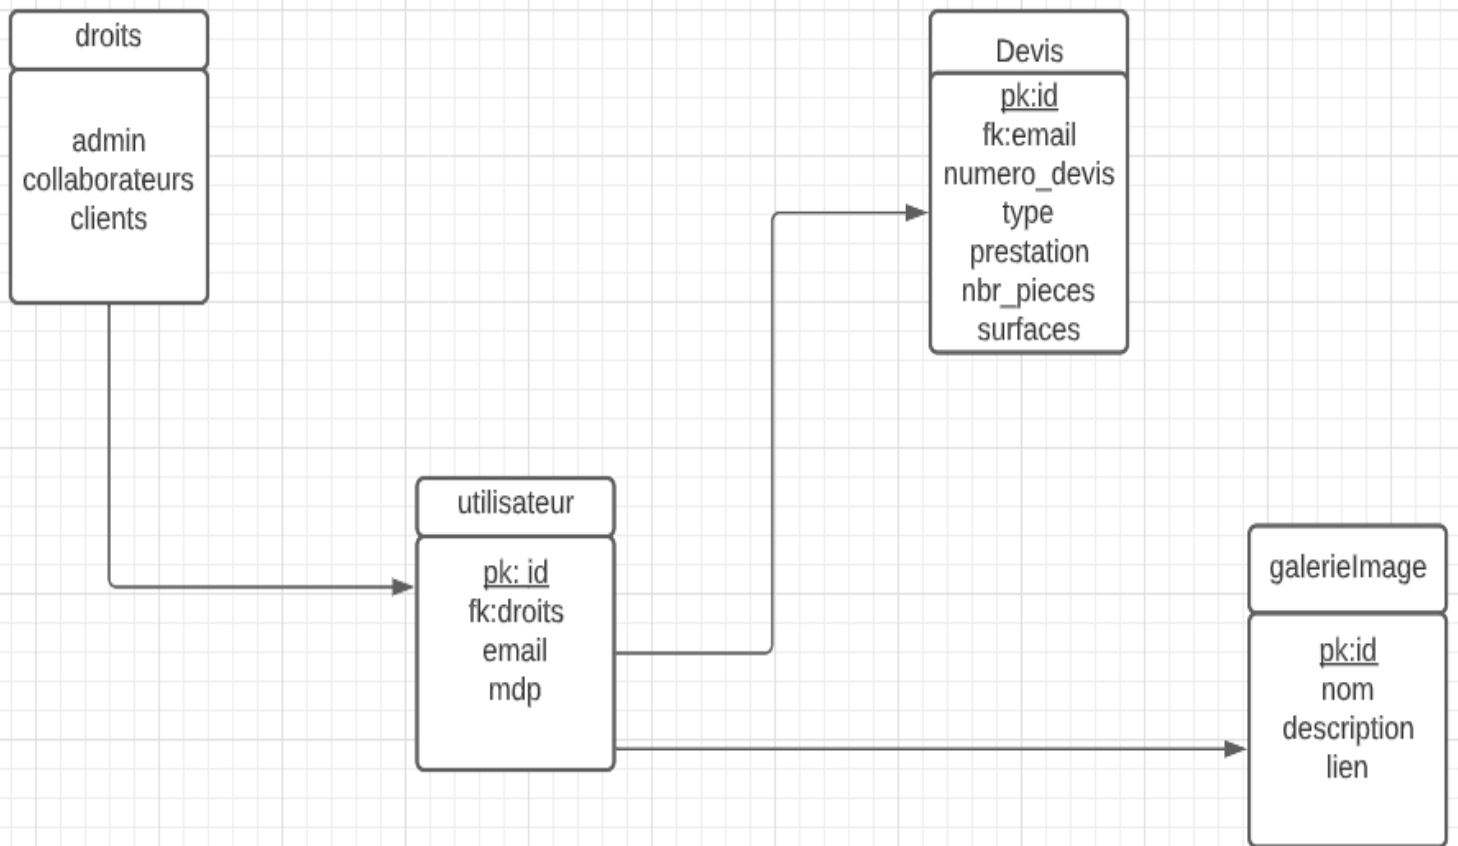 droits
admin
collaborateurs
clients
Devis
pk:id
fk:email
numero_devis
type
prestation
nbr_pieces
surfaces
utilisateur
pk: id
fk:droits
email
mdp
galerieImage
pk:id
nom
description
lien